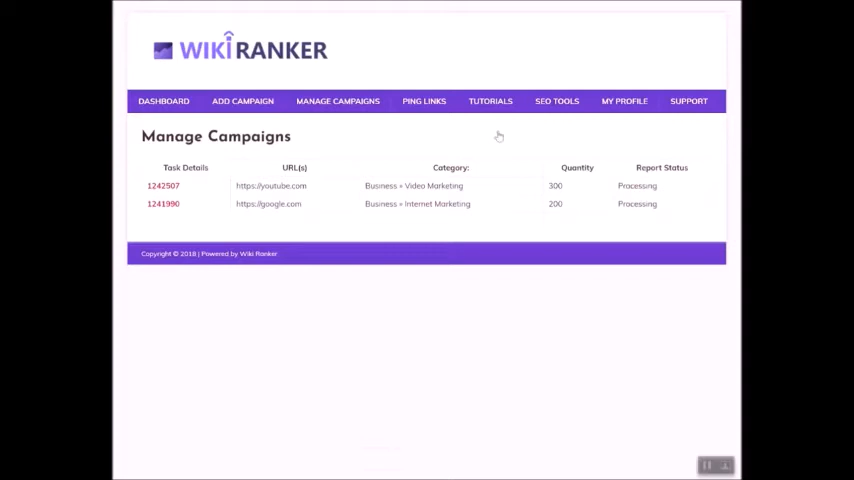 WIKIRANKER
DASHBOARD ADD CAMPAIGN MANAGE CAMPAIGNS PING LINKS TUTORIALS SEO TOOLS MY PROFILE SUPPORT
Manage Campaigns
Task Details URL(s) Category: Quantity Report Status
1242507 https://youtube.com Business » Video Marketing 300 Processing
1241990 https://google.com Business » Internet Marketing 200 Processing
Copyright © 2018 | Powered by Wiki Ranker